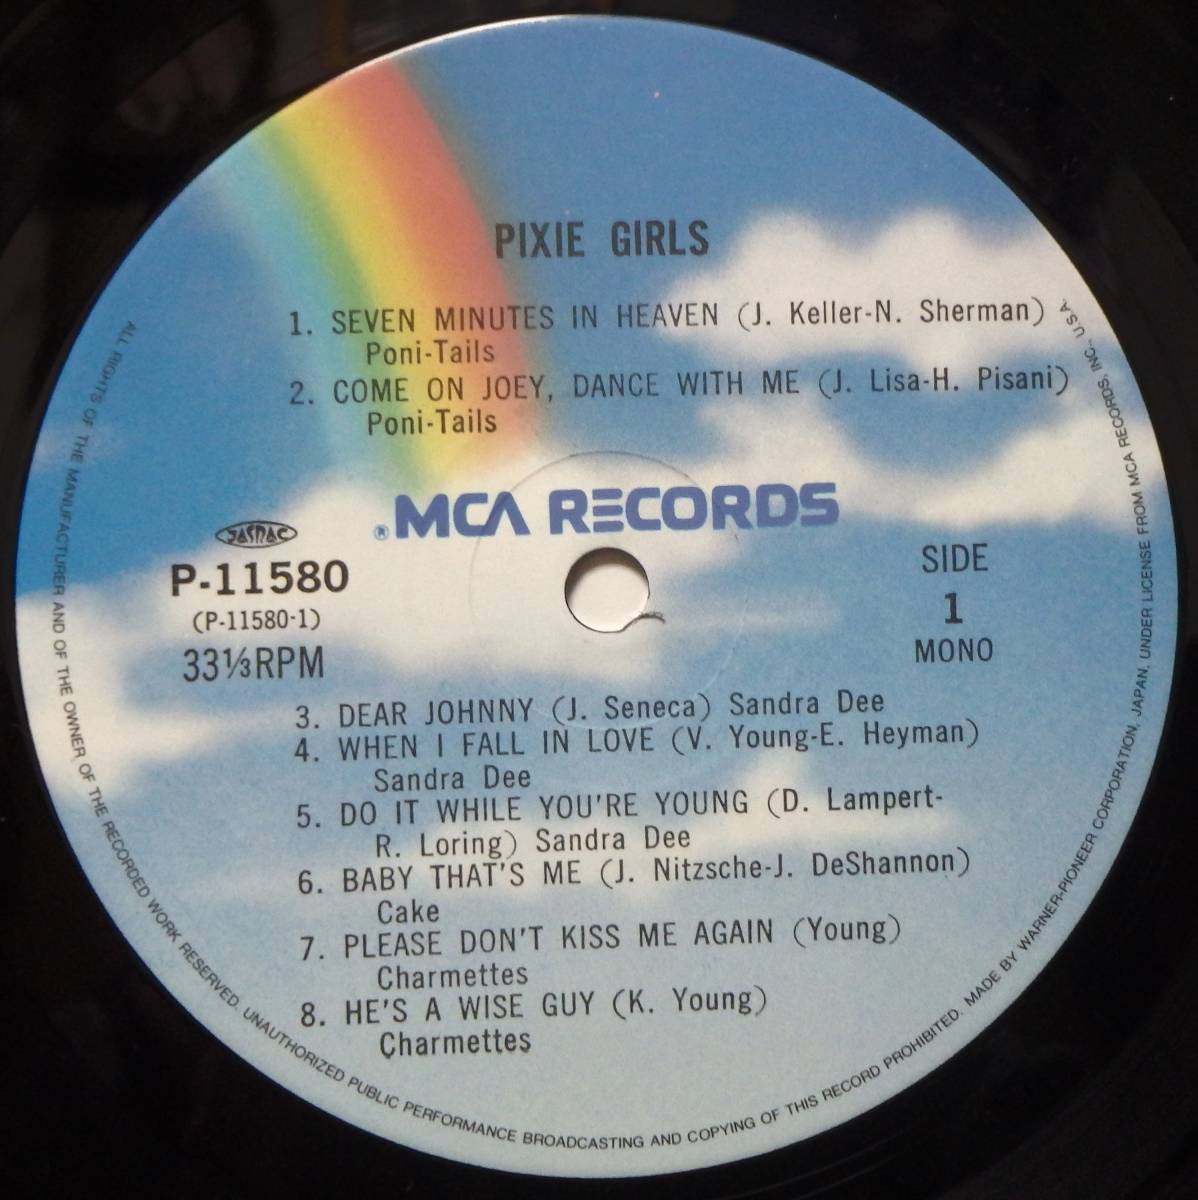 PIXIE GIRLS
1. SEVEN MINUTES IN HEAVEN (J. Keller-N. Sherman)
Poni-Tails
2. COME ON JOEY, DANCE WITH ME (J. Lisa-H. Pisani)
Poni-Tails
® MCA RECORDS
JASRAC
P-11580
(P-11580-1)
33⅓RPM
SIDE
1
MONO
3. DEAR JOHNNY (J. Seneca) Sandra Dee
4. WHEN I FALL IN LOVE (V. Young-E. Heyman)
Sandra Dee
5. DO IT WHILE YOU'RE YOUNG (D. Lampert-
R. Loring) Sandra Dee
6. BABY THAT'S ME (J. Nitzsche-J. DeShannon)
Cake
7. PLEASE DON'T KISS ME AGAIN (Young)
Charmettes
8. HE'S A WISE GUY (K. Young)
Charmettes
ALL RIGHTS OF THE MANUFACTURER AND OF THE OWNER OF THE RECORDED WORK RESERVED. UNAUTHORIZED PUBLIC PERFORMANCE BROADCASTING AND COPYING OF THIS RECORD PROHIBITED. MADE BY WARNER-PIONEER CORPORATION, JAPAN, UNDER LICENSE FROM MCA RECORDS, INC., U.S.A.